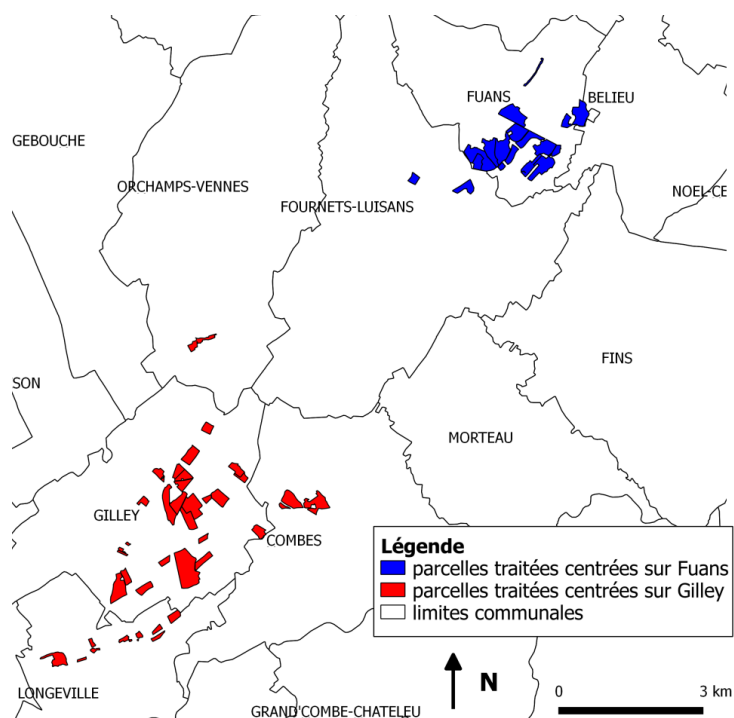 FUANS
BELIEU
GEBOUCHE
ORCHAMPS-VENNES
NOEL-CE
FOURNETS-LUISANS
FINS
SON
MORTEAU
GILLEY
COMBES
Légende
parcelles traitées centrées sur Fuans
parcelles traitées centrées sur Gilley
limites communales
N
0 3 km
LONGEVILLE
GRAND'COMBE-CHATELEU